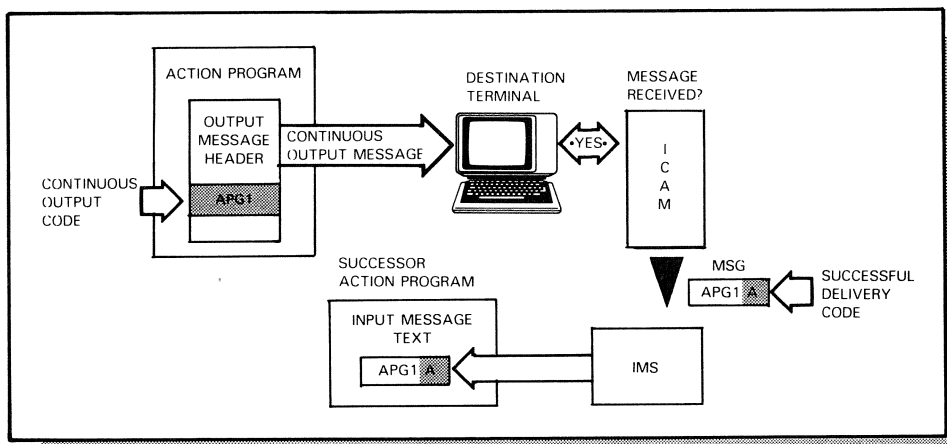 ACTION PROGRAM
OUTPUT
MESSAGE
HEADER
APG1
CONTINUOUS
OUTPUT
CODE
CONTINUOUS
OUTPUT MESSAGE
DESTINATION
TERMINAL
•YES•
MESSAGE
RECEIVED?
I
C
A
M
MSG
APG1 A
SUCCESSFUL
DELIVERY
CODE
SUCCESSOR
ACTION PROGRAM
INPUT MESSAGE
TEXT
APG1 A
IMS